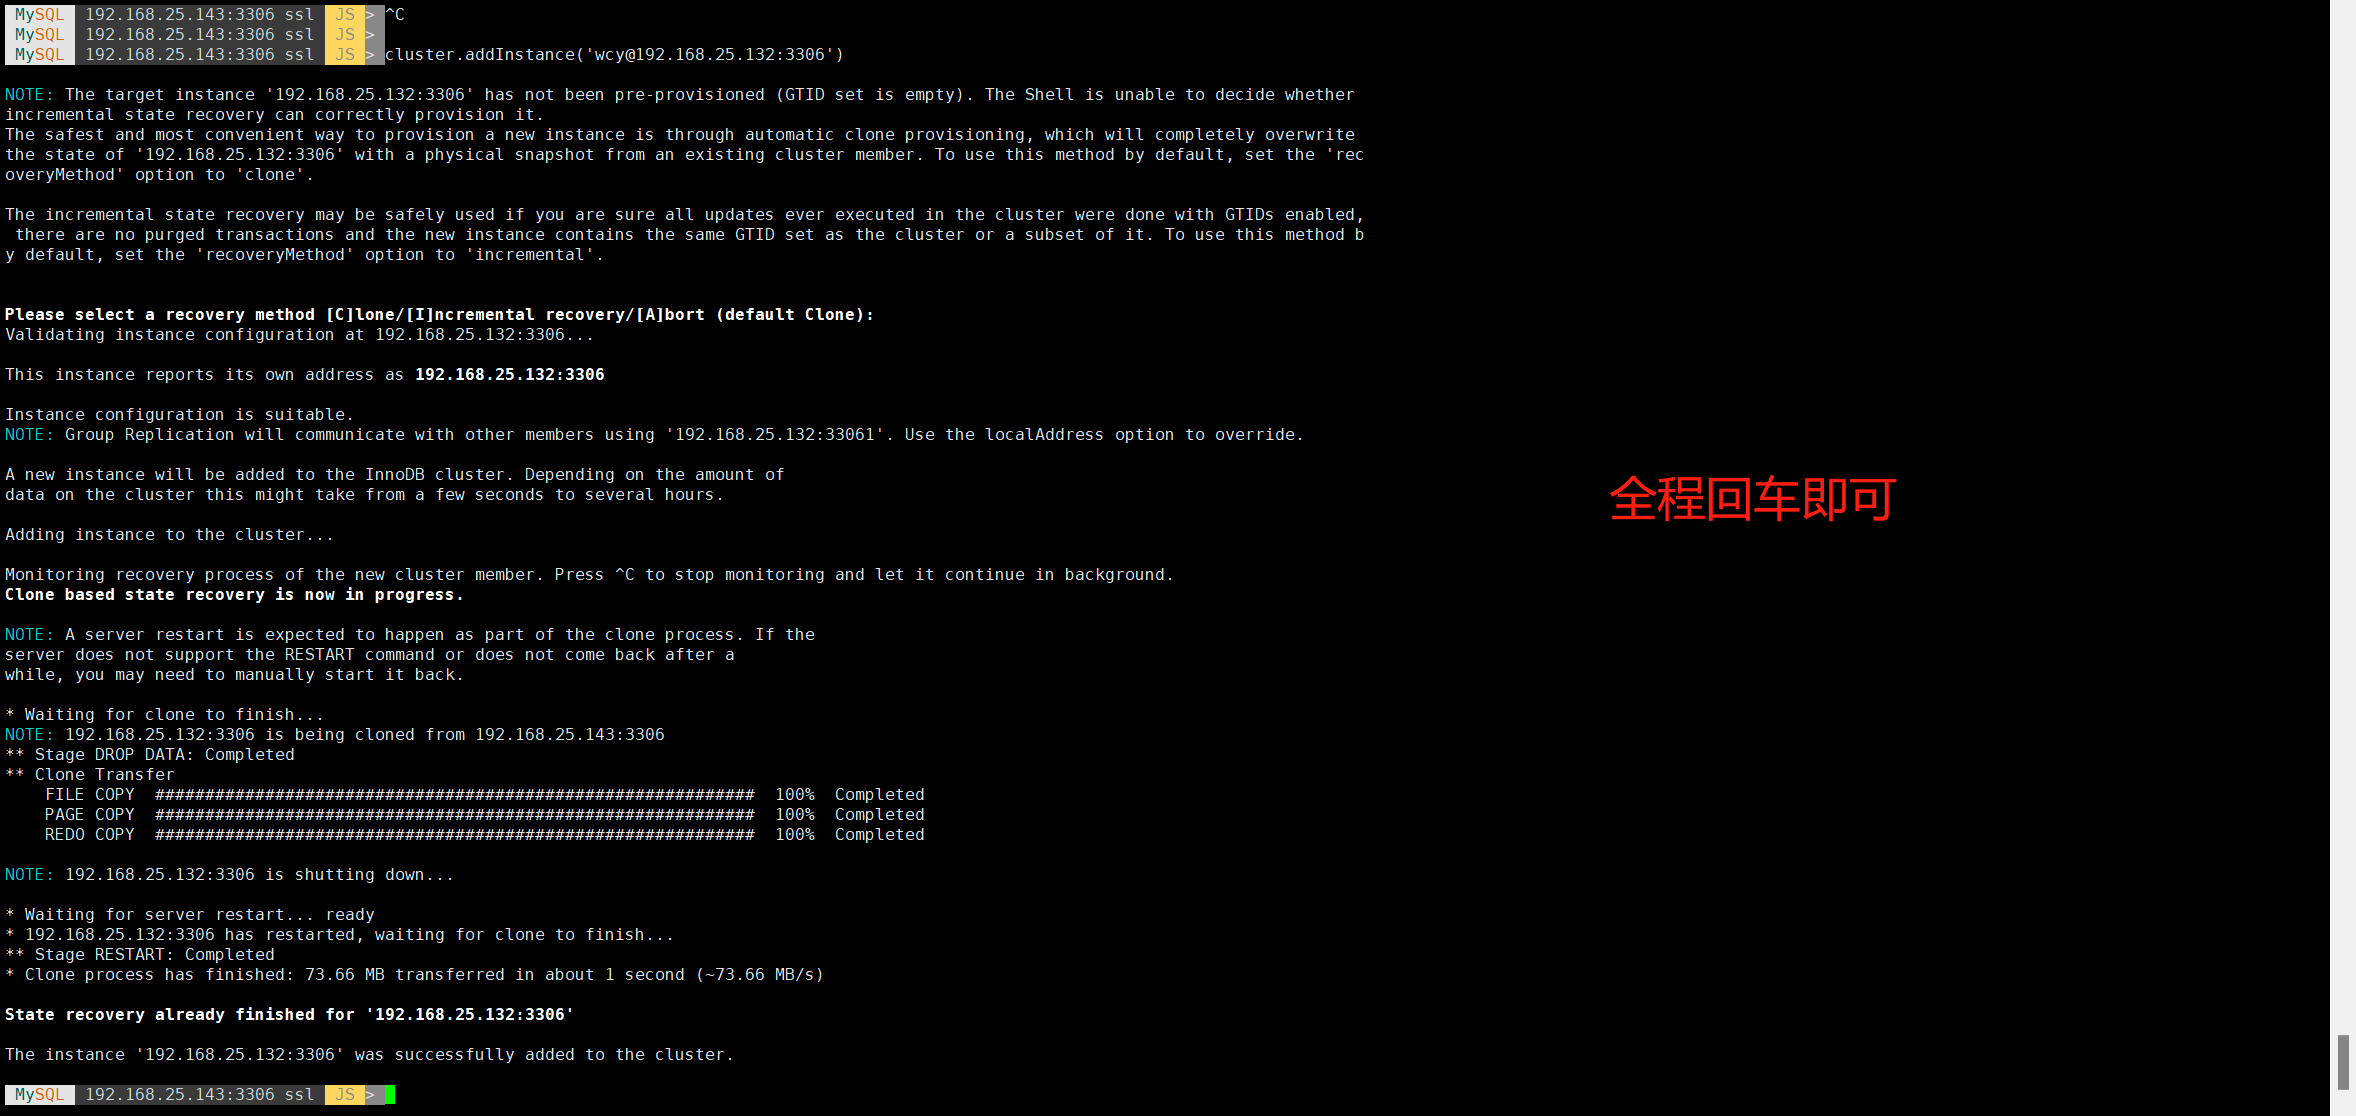 MySQL 192.168.25.143:3306 ssl JS > ^C
MySQL 192.168.25.143:3306 ssl JS >
MySQL 192.168.25.143:3306 ssl JS > cluster.addInstance('wcy@192.168.25.132:3306')
NOTE: The target instance '192.168.25.132:3306' has not been pre-provisioned (GTID set is empty). The Shell is unable to decide whether
incremental state recovery can correctly provision it.
The safest and most convenient way to provision a new instance is through automatic clone provisioning, which will completely overwrite
the state of '192.168.25.132:3306' with a physical snapshot from an existing cluster member. To use this method by default, set the 'rec
overyMethod' option to 'clone'.
The incremental state recovery may be safely used if you are sure all updates ever executed in the cluster were done with GTIDs enabled,
there are no purged transactions and the new instance contains the same GTID set as the cluster or a subset of it. To use this method b
y default, set the 'recoveryMethod' option to 'incremental'.
Please select a recovery method [C]lone/[I]ncremental recovery/[A]bort (default Clone):
Validating instance configuration at 192.168.25.132:3306...
This instance reports its own address as 192.168.25.132:3306
Instance configuration is suitable.
NOTE: Group Replication will communicate with other members using '192.168.25.132:33061'. Use the localAddress option to override.
A new instance will be added to the InnoDB cluster. Depending on the amount of
data on the cluster this might take from a few seconds to several hours.
全程回车即可
Adding instance to the cluster...
Monitoring recovery process of the new cluster member. Press ^C to stop monitoring and let it continue in background.
Clone based state recovery is now in progress.
NOTE: A server restart is expected to happen as part of the clone process. If the
server does not support the RESTART command or does not come back after a
while, you may need to manually start it back.
* Waiting for clone to finish...
NOTE: 192.168.25.132:3306 is being cloned from 192.168.25.143:3306
** Stage DROP DATA: Completed
** Clone Transfer
FILE COPY ############################################################ 100% Completed
PAGE COPY ############################################################ 100% Completed
REDO COPY ############################################################ 100% Completed
NOTE: 192.168.25.132:3306 is shutting down...
* Waiting for server restart... ready
* 192.168.25.132:3306 has restarted, waiting for clone to finish...
** Stage RESTART: Completed
* Clone process has finished: 73.66 MB transferred in about 1 second (~73.66 MB/s)
State recovery already finished for '192.168.25.132:3306'
The instance '192.168.25.132:3306' was successfully added to the cluster.
MySQL 192.168.25.143:3306 ssl JS >